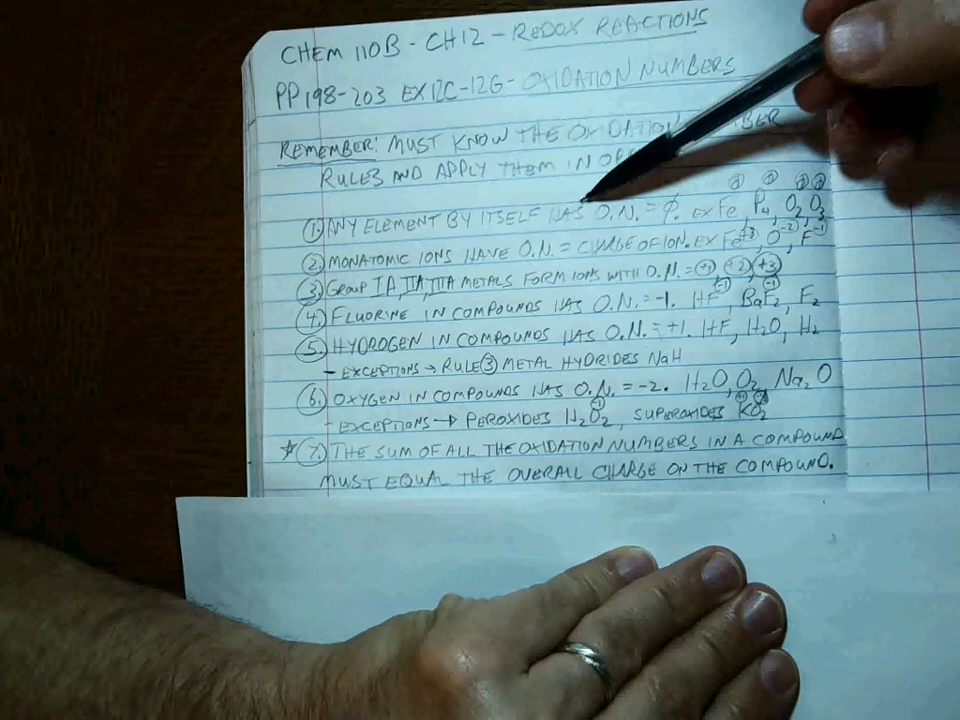 CHEM 110B - CH12 - REDOX REACTIONS
PP 198-203 EX12C-12G - OXIDATION NUMBERS
REMEMBER: MUST KNOW THE OXIDATION
RULES AND APPLY THEM IN
① ANY ELEMENT BY ITSELF HAS O.N. = ∅. EX Fe, P₄, O₂, O₃
② MONATOMIC IONS HAVE O.N. = CHARGE OF ION. EX Fe⁺³, O⁻², F⁻¹
③ GROUP IA, IIA, IIIA METALS FORM IONS WITH O.N. = +1, +2, +3
④ FLUORINE IN COMPOUNDS HAS O.N. = -1. HF, BaF₂, F₂
⑤ HYDROGEN IN COMPOUNDS HAS O.N. = +1. HF, H₂O, H₂
- EXCEPTIONS → RULE ③ METAL HYDRIDES NaH
⑥ OXYGEN IN COMPOUNDS HAS O.N. = -2. H₂O, O₂, Na₂O
- EXCEPTIONS → PEROXIDES H₂O₂, SUPEROXIDES KO₂
☆ ⑦ THE SUM OF ALL THE OXIDATION NUMBERS IN A COMPOUND
MUST EQUAL THE OVERALL CHARGE ON THE COMPOUND.